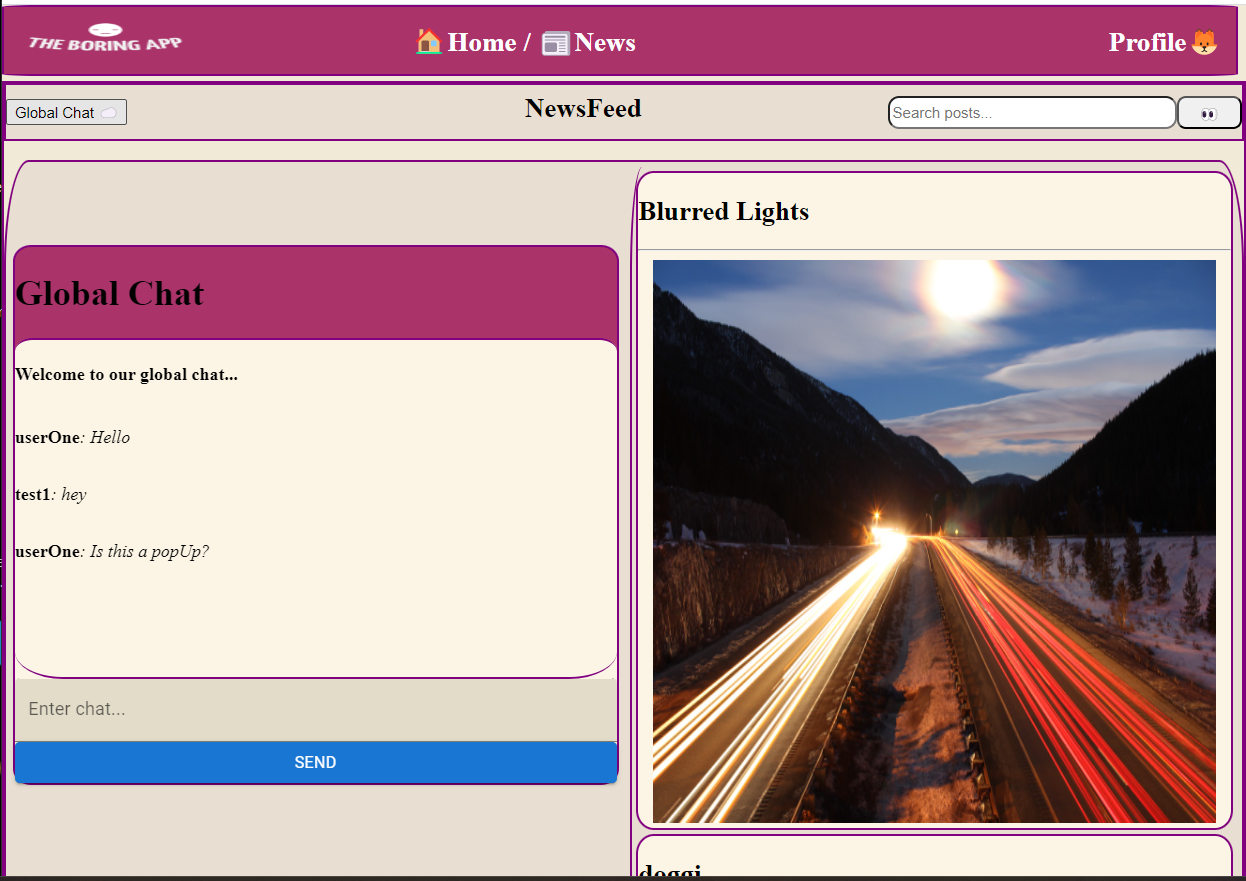 THE BORING APP
Home / News
Profile
Global Chat
NewsFeed
Search posts...
Global Chat
Welcome to our global chat...
userOne: Hello
test1: hey
userOne: Is this a popUp?
Enter chat...
SEND
Blurred Lights
doggi